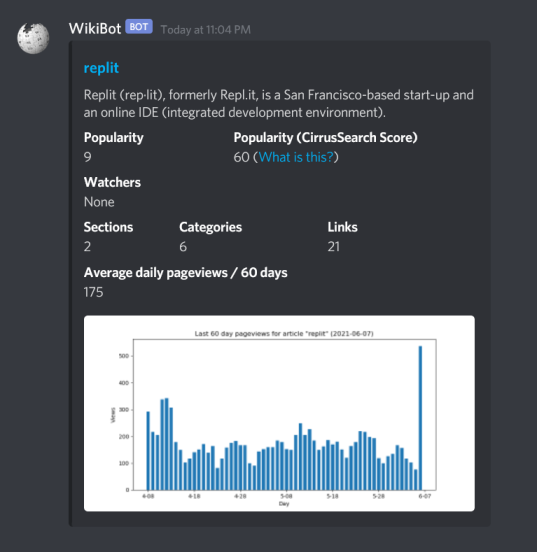 WikiBot BOT Today at 11:04 PM
replit
Replit (rep·lit), formerly Repl.it, is a San Francisco-based start-up and
an online IDE (integrated development environment).
Popularity Popularity (CirrusSearch Score)
9 60 (What is this?)
Watchers
None
Sections Categories Links
2 6 21
Average daily pageviews / 60 days
175
Last 60 day pageviews for article "replit" (2021-06-07)
500
400
300
200
100
0
Views
4-08 4-18 4-28 5-08 5-18 5-28 6-07
Day